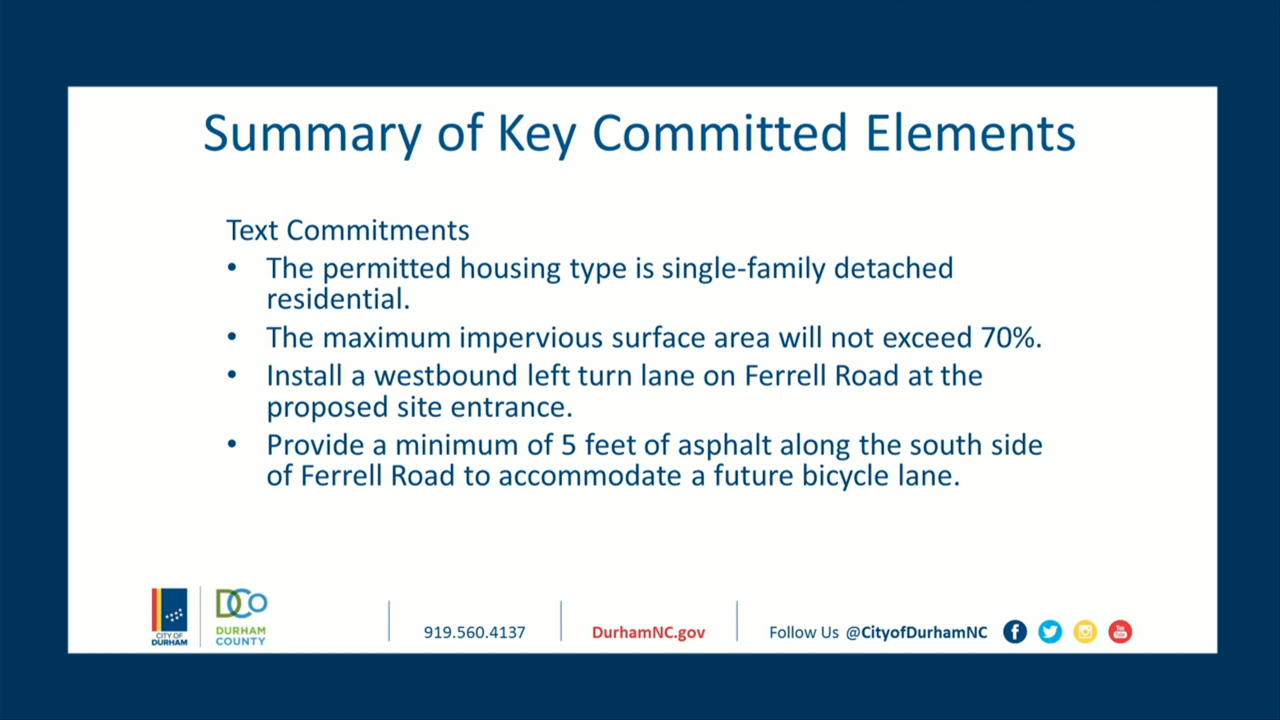 Summary of Key Committed Elements
Text Commitments
• The permitted housing type is single-family detached
residential.
• The maximum impervious surface area will not exceed 70%.
• Install a westbound left turn lane on Ferrell Road at the
proposed site entrance.
• Provide a minimum of 5 feet of asphalt along the south side
of Ferrell Road to accommodate a future bicycle lane.
CITY OF
DURHAM
DCo
DURHAM
COUNTY
919.560.4137
DurhamNC.gov
Follow Us @CityofDurhamNC
You
Tube